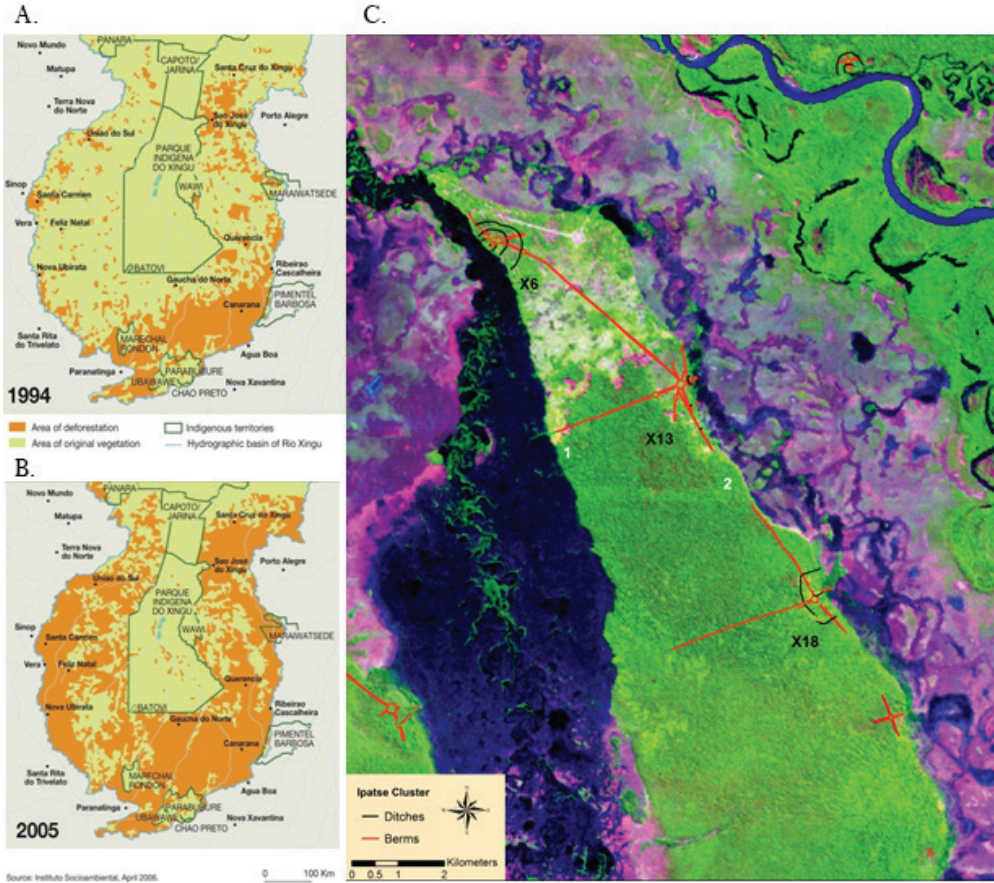 A.
Novo Mundo
PANARA
Matupa
CAPOTO/
JARINA
Santa Cruz do Xingu
Terra Nova
do Norte
Sao José
do Xingu
Porto Alegre
Uniao do Sul
PARQUE
INDIGENA
DO XINGU
Sinop
Santa Carmen
WAWI
MARAIWATSEDE
Vera
Feliz Natal
Querencia
Nova Ubirata
BATOVI
Gaucha do Norte
Ribeirao
Cascalheira
Canarana
PIMENTEL
BARBOSA
Santa Rita
do Trivelato
MARECHAL
RONDON
Agua Boa
Paranatinga
PARABUBURE
UBAWAWE
CHAO PRETO
Nova Xavantina
1994
Area of deforestation
Indigenous territories
Area of original vegetation
Hydrographic basin of Rio Xingu
B.
Novo Mundo
PANARA
Matupa
CAPOTO/
JARINA
Santa Cruz do Xingu
Terra Nova
do Norte
Sao José
do Xingu
Porto Alegre
Uniao do Sul
PARQUE
INDIGENA
DO XINGU
Sinop
Santa Carmen
WAWI
MARAIWATSEDE
Vera
Feliz Natal
Querencia
Nova Ubirata
BATOVI
Gaucha do Norte
Ribeirao
Cascalheira
Canarana
PIMENTEL
BARBOSA
Santa Rita
do Trivelato
MARECHAL
RONDON
Agua Boa
Paranatinga
PARABUBURE
UBAWAWE
CHAO PRETO
Nova Xavantina
2005
Source: Instituto Socioambiental, April 2006.
0 100 Km
C.
X6
X13
1
2
X18
Ipatse Cluster
Ditches
Berms
Kilometers
0 0.5 1 2